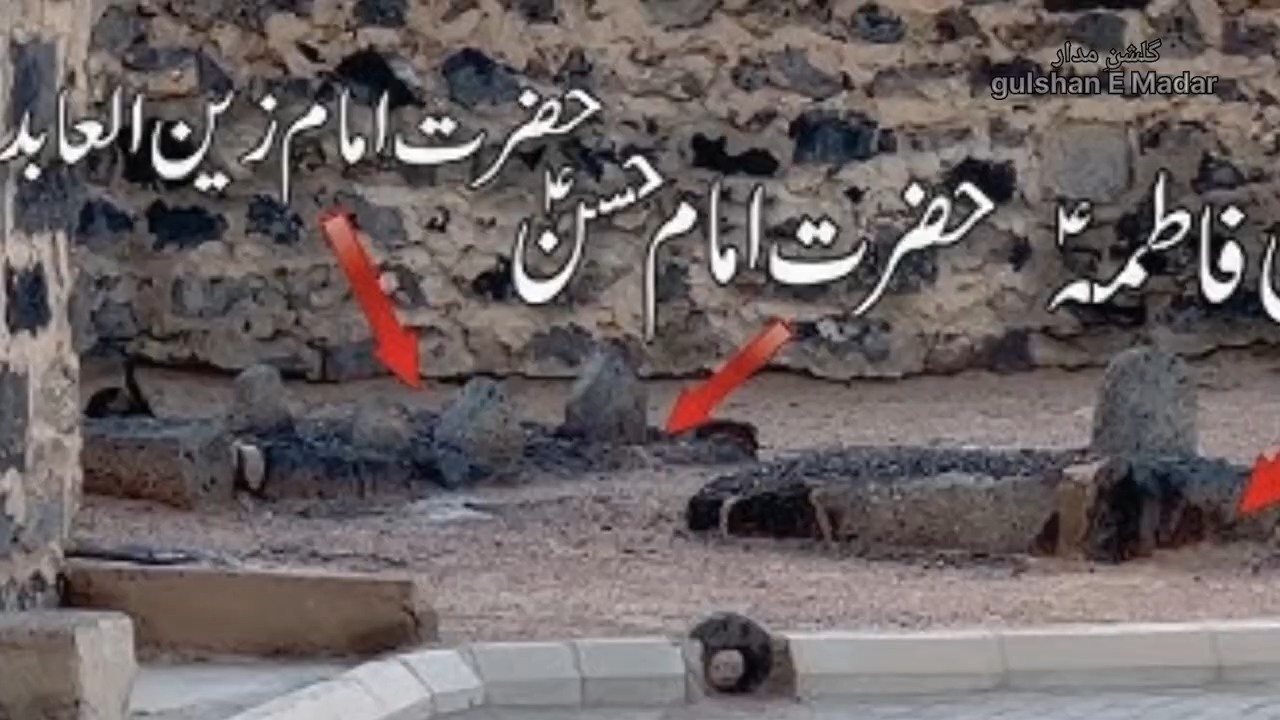 گلشنِ مدار
gulshan E Madar
حضرت امام زین العابد
حضرت امام حسنؑ
فاطمہؑ